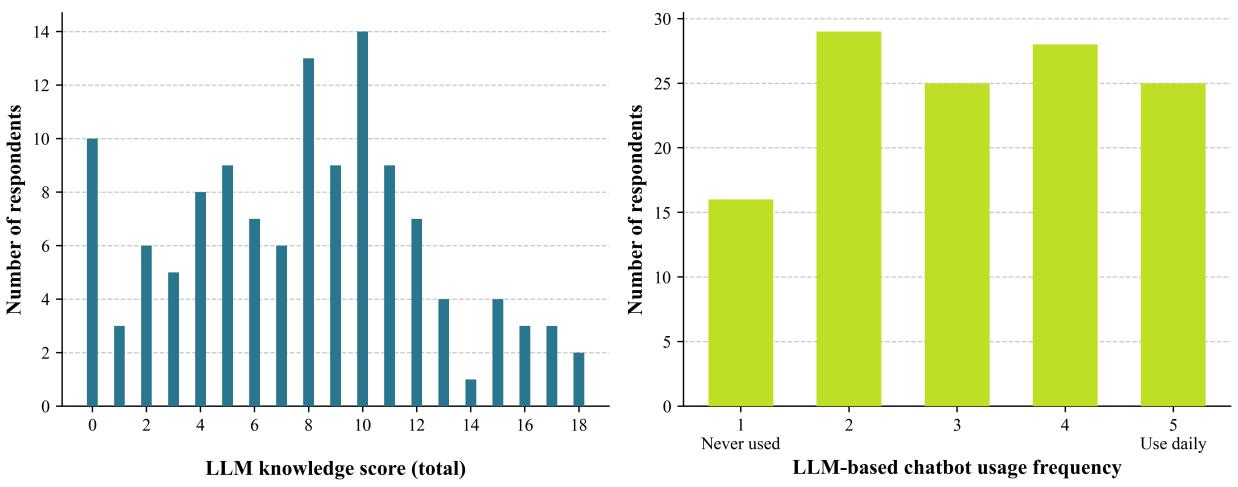 Number of respondents
14
12
10
8
6
4
2
0
0 2 4 6 8 10 12 14 16 18
LLM knowledge score (total)
Number of respondents
30
25
20
15
10
5
0
1 2 3 4 5
Never used Use daily
LLM-based chatbot usage frequency